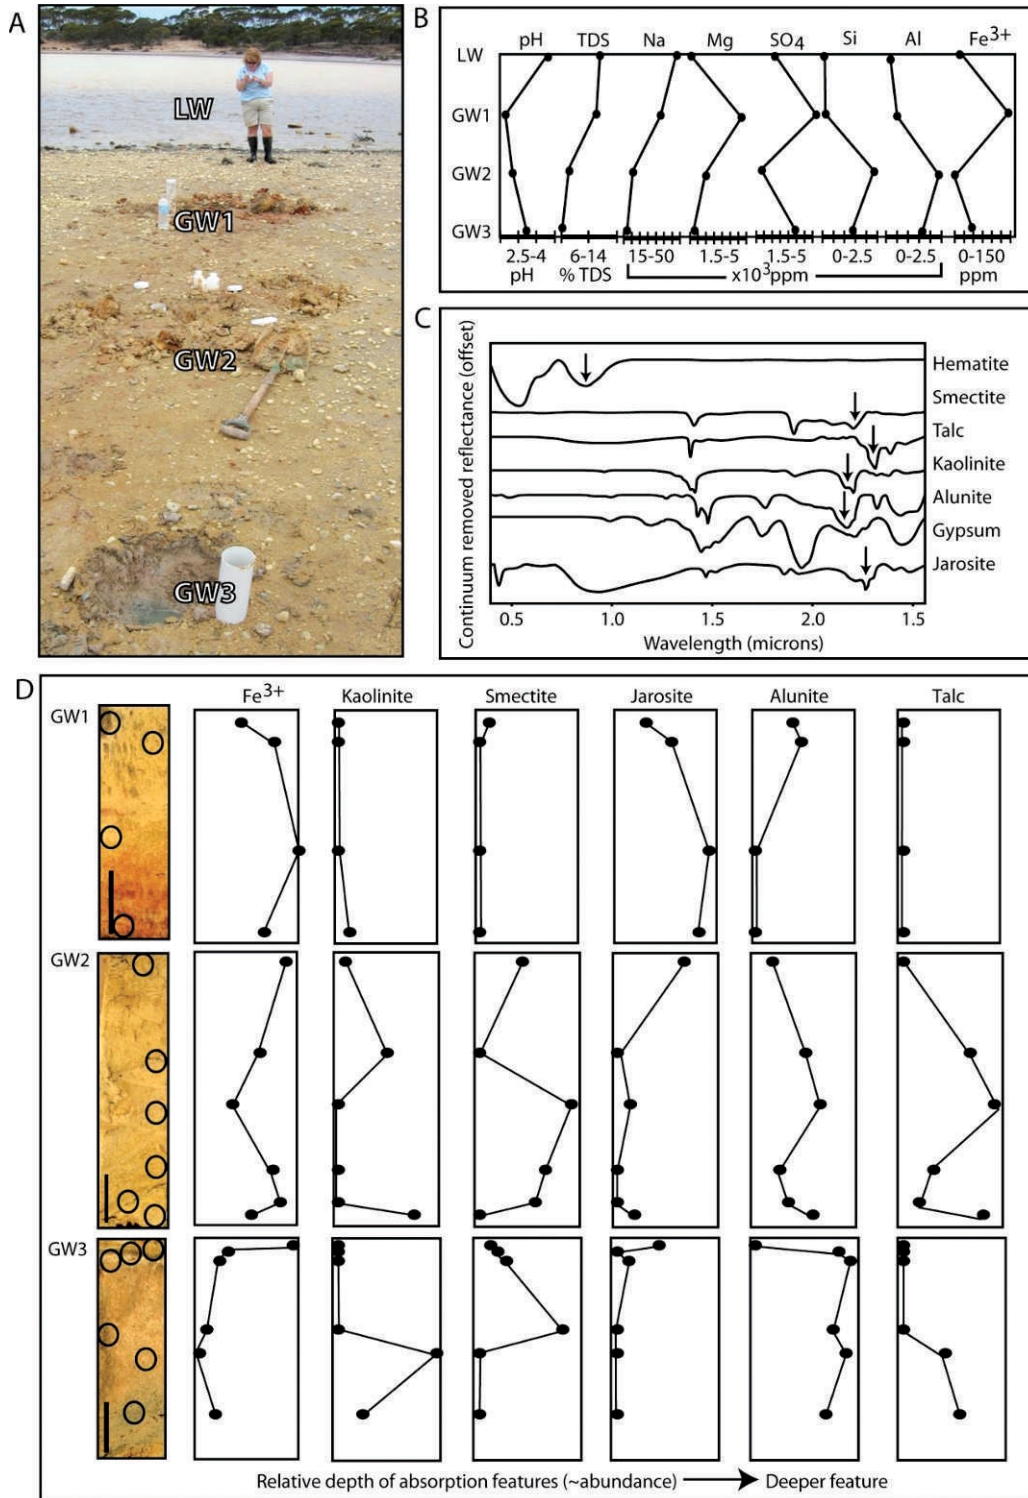 A
LW
GW1
GW2
GW3
B
pH TDS Na Mg SO4 Si Al Fe3+
LW
GW1
GW2
GW3
2.5-4 6-14 15-50 1.5-5 1.5-5 0-2.5 0-2.5 0-150
pH % TDS x10³ppm ppm
C
Continuum removed reflectance (offset)
Hematite
Smectite
Talc
Kaolinite
Alunite
Gypsum
Jarosite
0.5 1.0 1.5 2.0 1.5
Wavelength (microns)
D
Fe3+ Kaolinite Smectite Jarosite Alunite Talc
GW1
GW2
GW3
Relative depth of absorption features (~abundance) Deeper feature